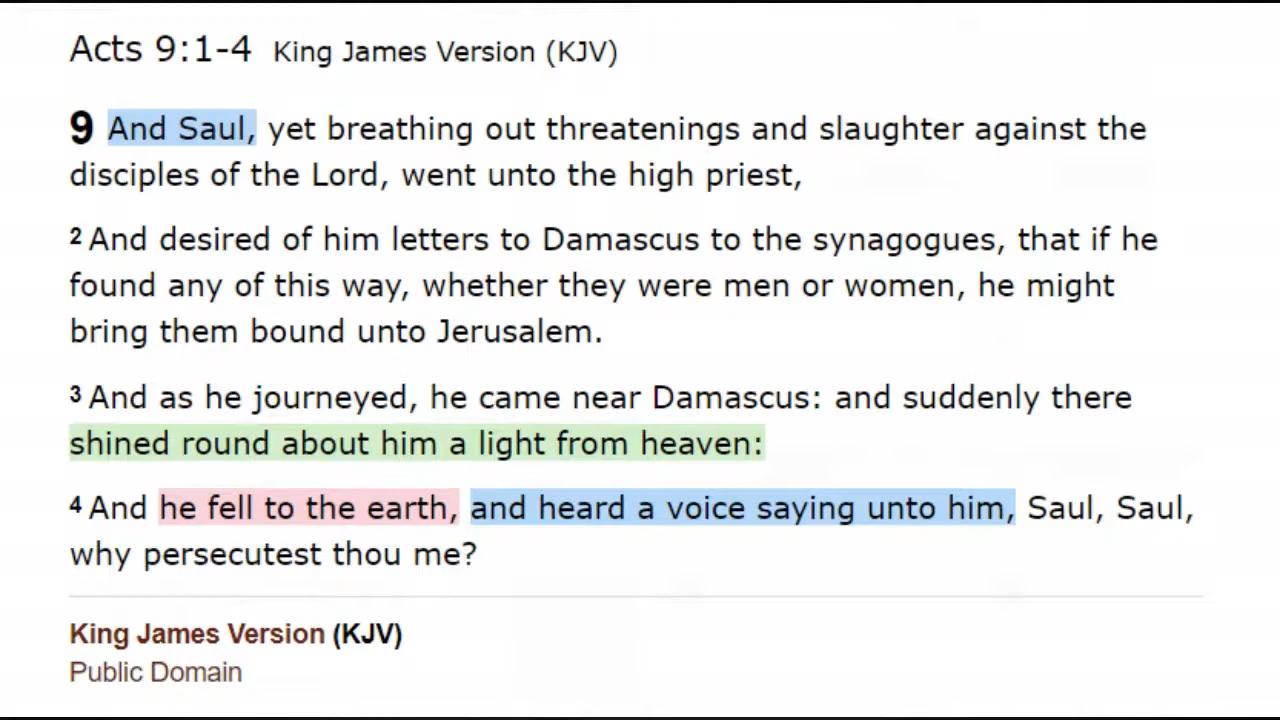 Acts 9:1-4 King James Version (KJV)
9 And Saul, yet breathing out threatenings and slaughter against the
disciples of the Lord, went unto the high priest,
2 And desired of him letters to Damascus to the synagogues, that if he
found any of this way, whether they were men or women, he might
bring them bound unto Jerusalem.
3 And as he journeyed, he came near Damascus: and suddenly there
shined round about him a light from heaven:
4 And he fell to the earth, and heard a voice saying unto him, Saul, Saul,
why persecutest thou me?
King James Version (KJV)
Public Domain